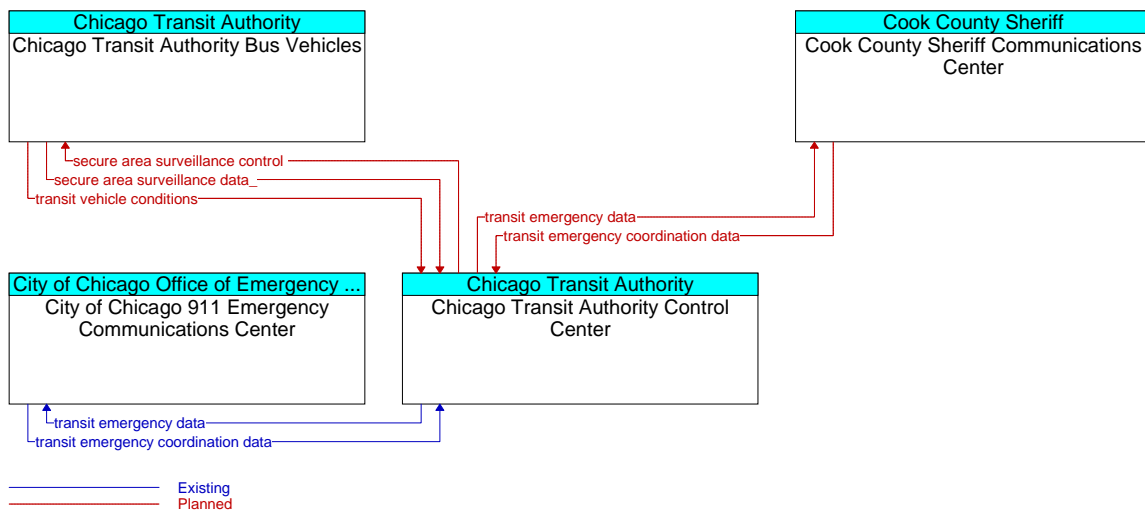 Chicago Transit Authority
Chicago Transit Authority Bus Vehicles
Cook County Sheriff
Cook County Sheriff Communications
Center
secure area surveillance control
secure area surveillance data_
transit vehicle conditions
transit emergency data
transit emergency coordination data
City of Chicago Office of Emergency ...
City of Chicago 911 Emergency
Communications Center
Chicago Transit Authority
Chicago Transit Authority Control
Center
transit emergency data
transit emergency coordination data
Existing
Planned